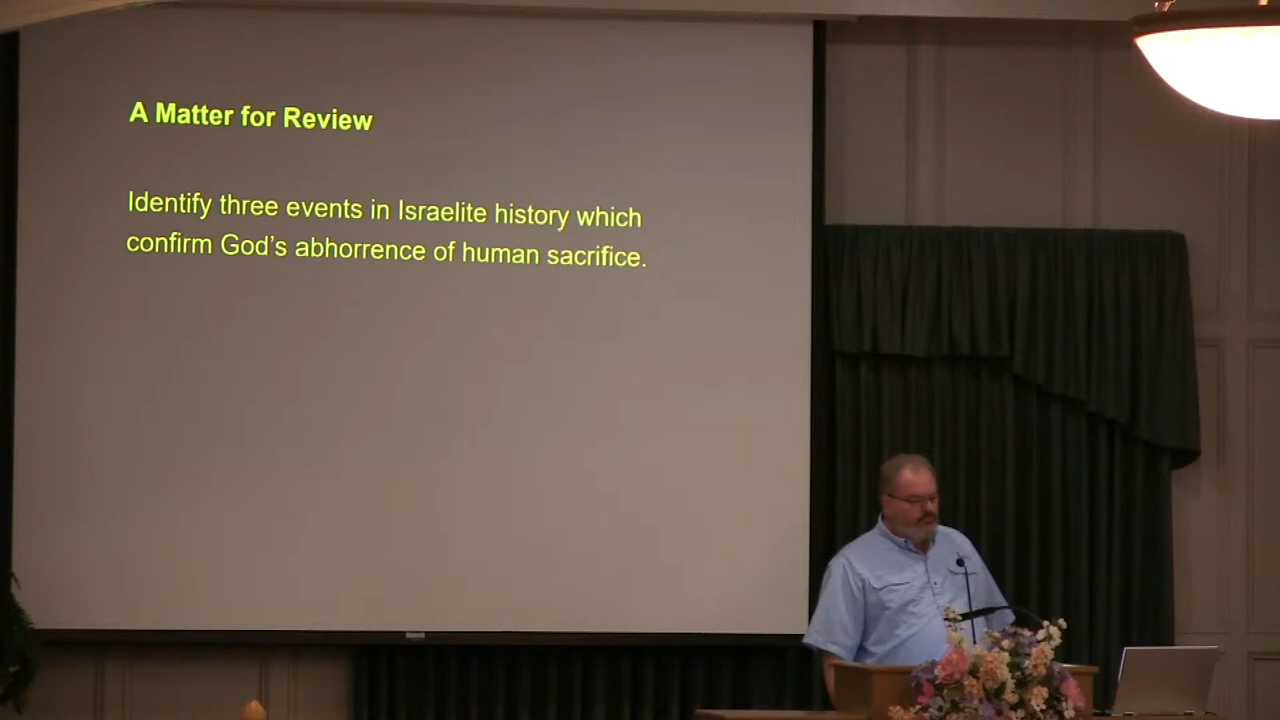 A Matter for Review
Identify three events in Israelite history which
confirm God’s abhorrence of human sacrifice.